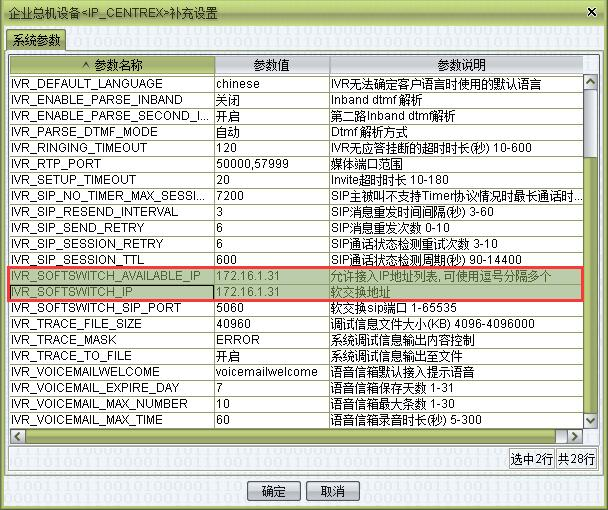 企业总机设备<IP_CENTREX>补充设置
系统参数
参数名称 参数值 参数说明
IVR_DEFAULT_LANGUAGE chinese IVR无法确定客户语言时使用的默认语言
IVR_ENABLE_PARSE_INBAND 关闭 Inband dtmf 解析
IVR_ENABLE_PARSE_SECOND_I... 开启 第二路Inband dtmf解析
IVR_PARSE_DTMF_MODE 自动 Dtmf 解析方式
IVR_RINGING_TIMEOUT 120 IVR无应答挂断的超时时长(秒) 10-600
IVR_RTP_PORT 50000,57999 媒体端口范围
IVR_SETUP_TIMEOUT 20 Invite超时时长 10-180
IVR_SIP_NO_TIMER_MAX_SESSI... 7200 SIP主被叫不支持Timer协议情况时最长通话时...
IVR_SIP_RESEND_INTERVAL 3 SIP消息重发时间间隔(秒) 3-60
IVR_SIP_SEND_RETRY 6 SIP消息重发次数 0-10
IVR_SIP_SESSION_RETRY 6 SIP通话状态检测重试次数 3-10
IVR_SIP_SESSION_TTL 600 SIP通话状态检测周期(秒) 90-14400
IVR_SOFTSWITCH_AVAILABLE_IP 172.16.1.31 允许接入IP地址列表, 可使用逗号分隔多个
IVR_SOFTSWITCH_IP 172.16.1.31 软交换地址
IVR_SOFTSWITCH_SIP_PORT 5060 软交换sip端口 1-65535
IVR_TRACE_FILE_SIZE 40960 调试信息文件大小(KB) 4096-4096000
IVR_TRACE_MASK ERROR 系统调试信息输出内容控制
IVR_TRACE_TO_FILE 开启 系统调试信息输出至文件
IVR_VOICEMAILWELCOME voicemailwelcome 语音信箱默认接入提示语音
IVR_VOICEMAIL_EXPIRE_DAY 7 语音信箱保存天数 1-31
IVR_VOICEMAIL_MAX_NUMBER 10 语音信箱最大条数 1-30
IVR_VOICEMAIL_MAX_TIME 60 语音信箱录音时长(秒) 5-300
选中2行 共28行
确定 取消